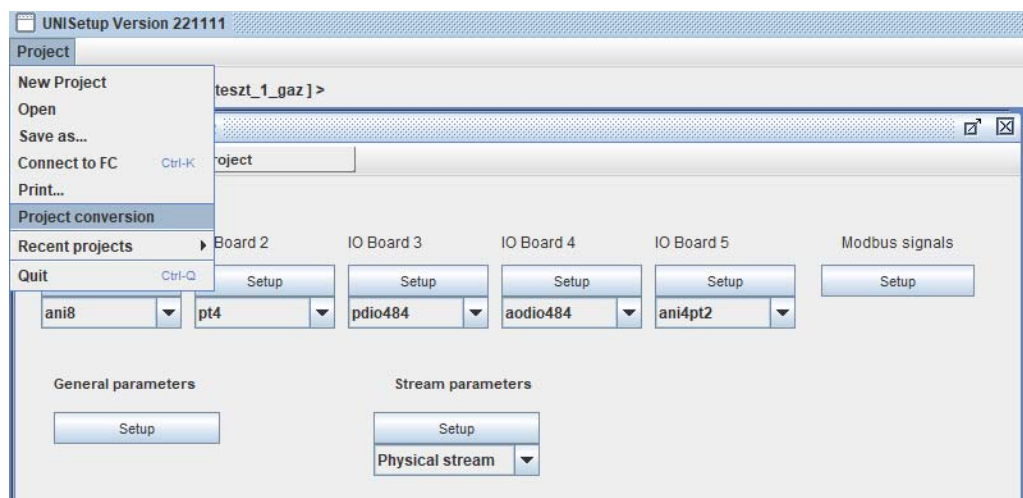 UNISetup Version 221111
Project
New Project
teszt_1_gaz ] >
Open
Save as...
Connect to FC Ctrl-K
roject
Print...
Project conversion
Recent projects
Board 2 IO Board 3 IO Board 4 IO Board 5 Modbus signals
Quit Ctrl-Q
Setup Setup Setup Setup Setup
ani8 pt4 pdio484 aodio484 ani4pt2
General parameters Stream parameters
Setup Setup
Physical stream